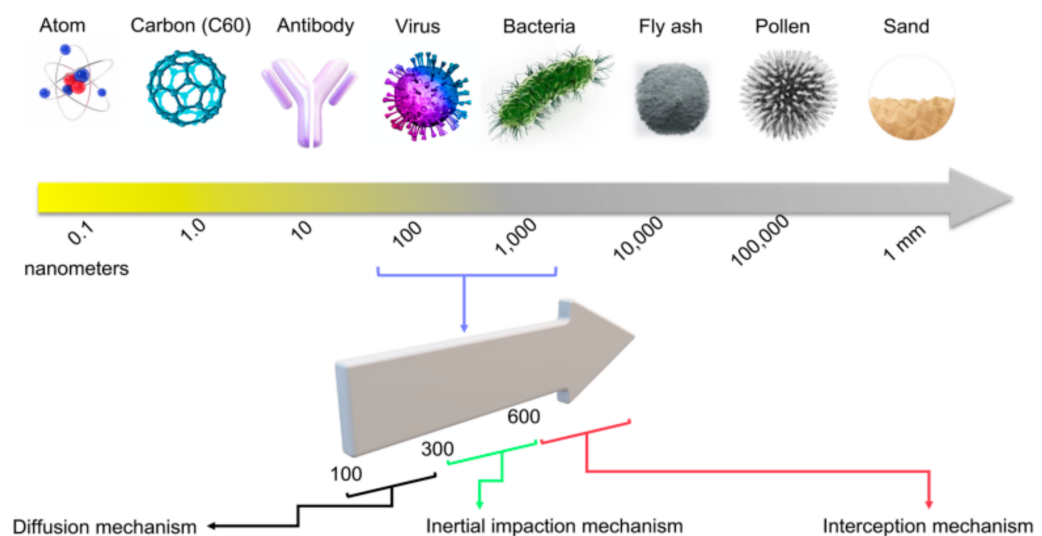 Atom Carbon (C60) Antibody Virus Bacteria Fly ash Pollen Sand
0.1 1.0 10 100 1,000 10,000 100,000 1 mm
nanometers
600
300
100
Diffusion mechanism Inertial impaction mechanism Interception mechanism